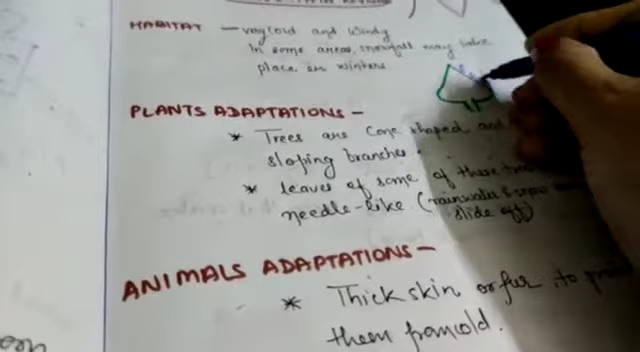 HABITAT — very cold and windy
In some areas, snowfall may take
place in winters
PLANTS ADAPTATIONS —
* Trees are cone shaped and
sloping branches.
* leaves of some of these
needle-like (rainwater & snow
slide off)
ANIMALS ADAPTATIONS —
* Thick skin or fur, to
them from cold.